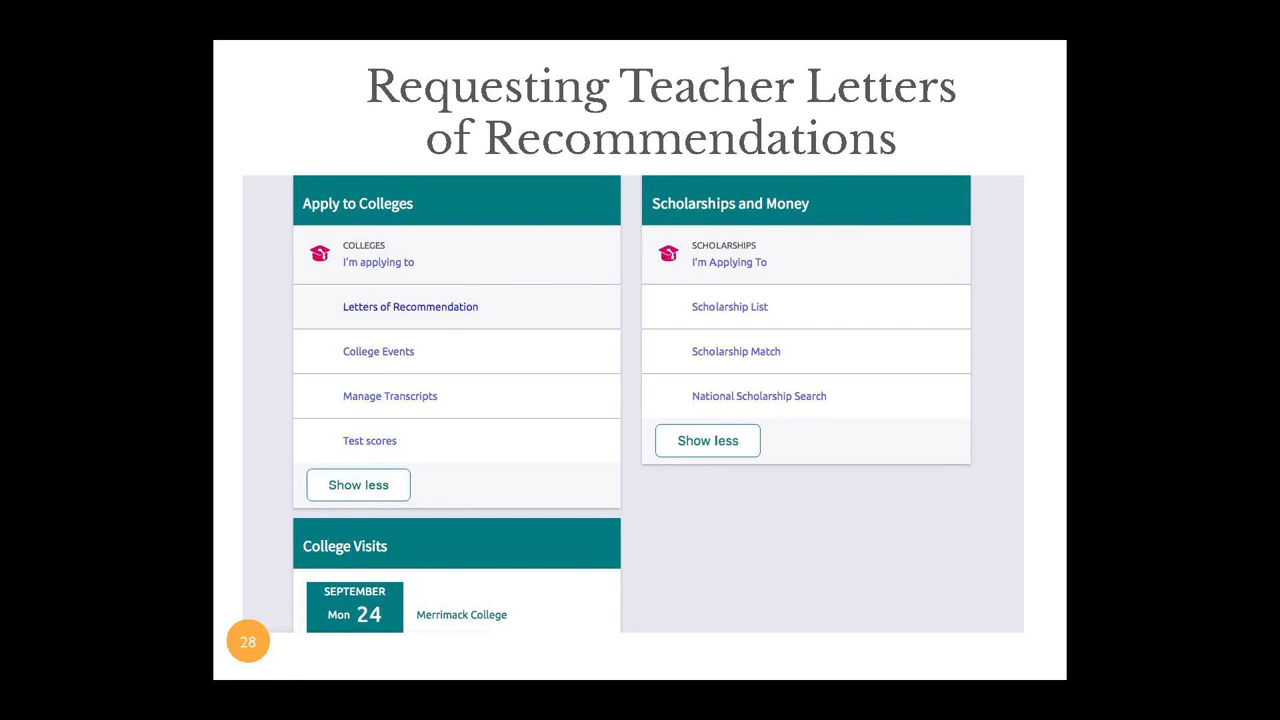 Requesting Teacher Letters
of Recommendations
Apply to Colleges
COLLEGES
I'm applying to
Letters of Recommendation
College Events
Manage Transcripts
Test scores
Show less
College Visits
SEPTEMBER
Mon 24
Merrimack College
Scholarships and Money
SCHOLARSHIPS
I'm Applying To
Scholarship List
Scholarship Match
National Scholarship Search
Show less
28